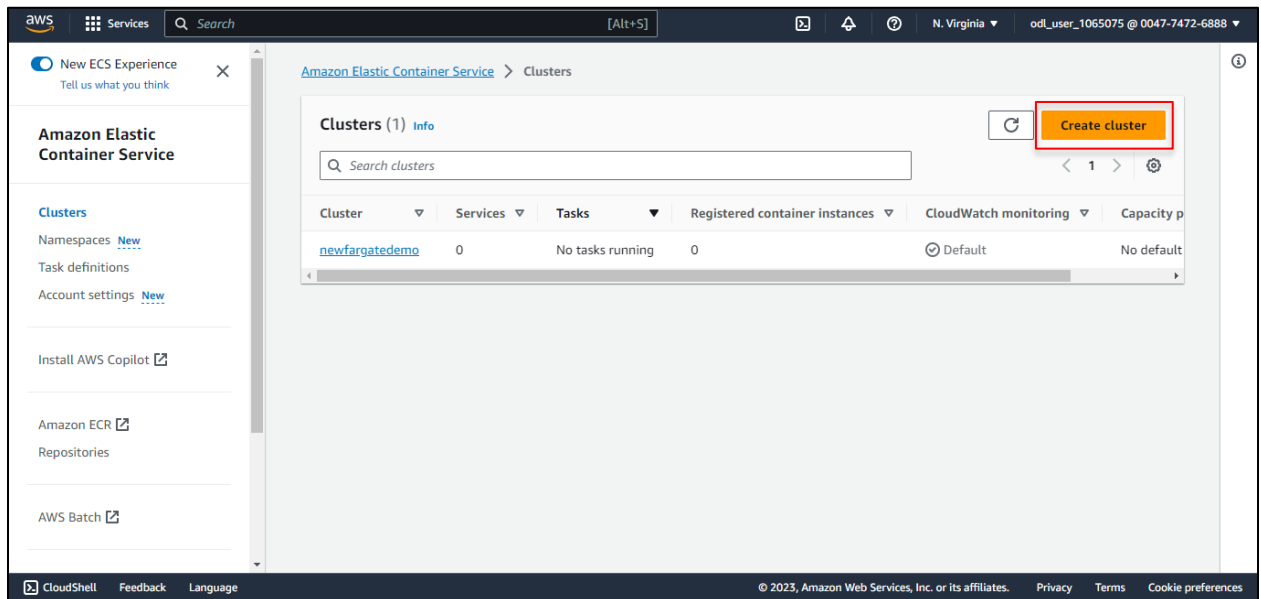 aws
Services
Search
[Alt+S]
N. Virginia
odl_user_1065075 @ 0047-7472-6888
New ECS Experience
Tell us what you think
Amazon Elastic
Container Service
Clusters
Namespaces New
Task definitions
Account settings New
Install AWS Copilot
Amazon ECR
Repositories
AWS Batch
Amazon Elastic Container Service > Clusters
Clusters (1) Info
Create cluster
Search clusters
1
Cluster Services Tasks Registered container instances CloudWatch monitoring Capacity p
newfargatedemo 0 No tasks running 0 Default No default
CloudShell Feedback Language © 2023, Amazon Web Services, Inc. or its affiliates. Privacy Terms Cookie preferences